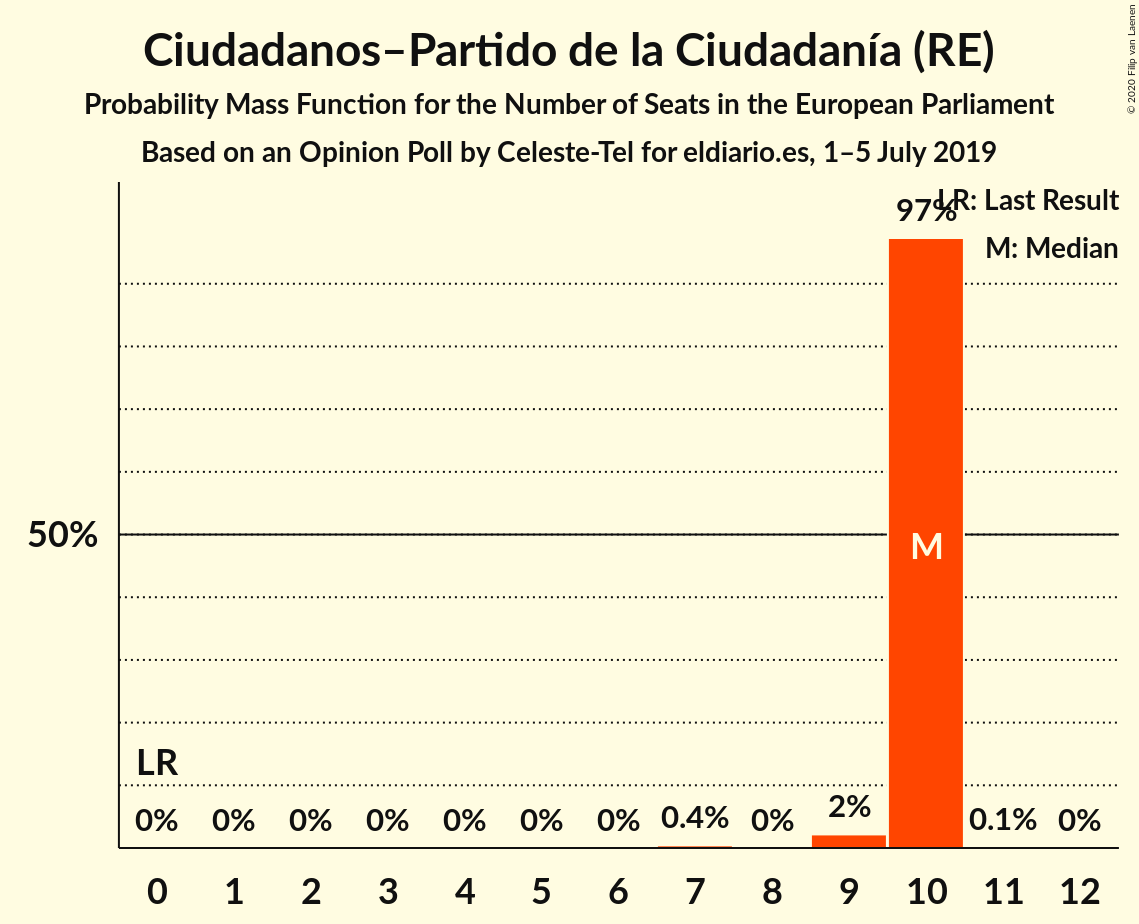 Ciudadanos–Partido de la Ciudadanía (RE)
Probability Mass Function for the Number of Seats in the European Parliament
Based on an Opinion Poll by Celeste-Tel for eldiario.es, 1–5 July 2019
© 2020 Filip van Laenen
LR: Last Result
M: Median
97%
50%
M
LR
0% 0% 0% 0% 0% 0% 0% 0.4% 0% 2% 0.1% 0%
0 1 2 3 4 5 6 7 8 9 10 11 12